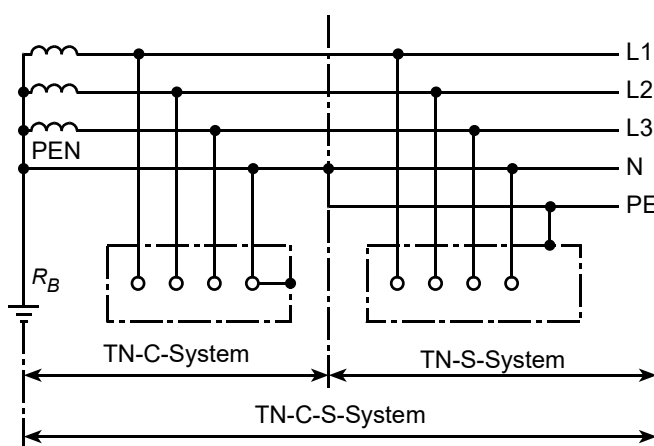 L1
L2
L3
PEN
N
PE
R_B
TN-C-System
TN-S-System
TN-C-S-System